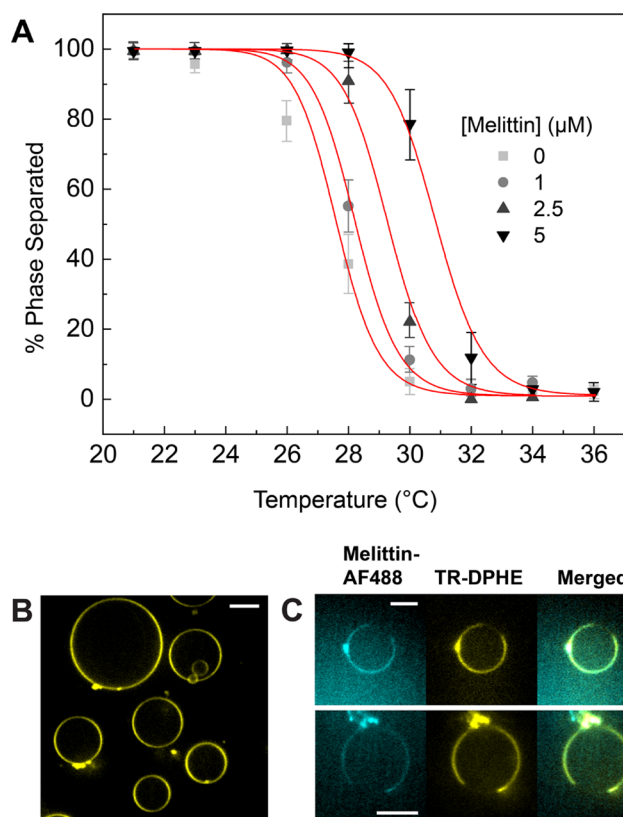 A
100
80
60
40
20
0
% Phase Separated
[Melittin] (µM)
0
1
2.5
5
20 22 24 26 28 30 32 34 36
Temperature (°C)
B
C
Melittin-
AF488 TR-DPHE Merged